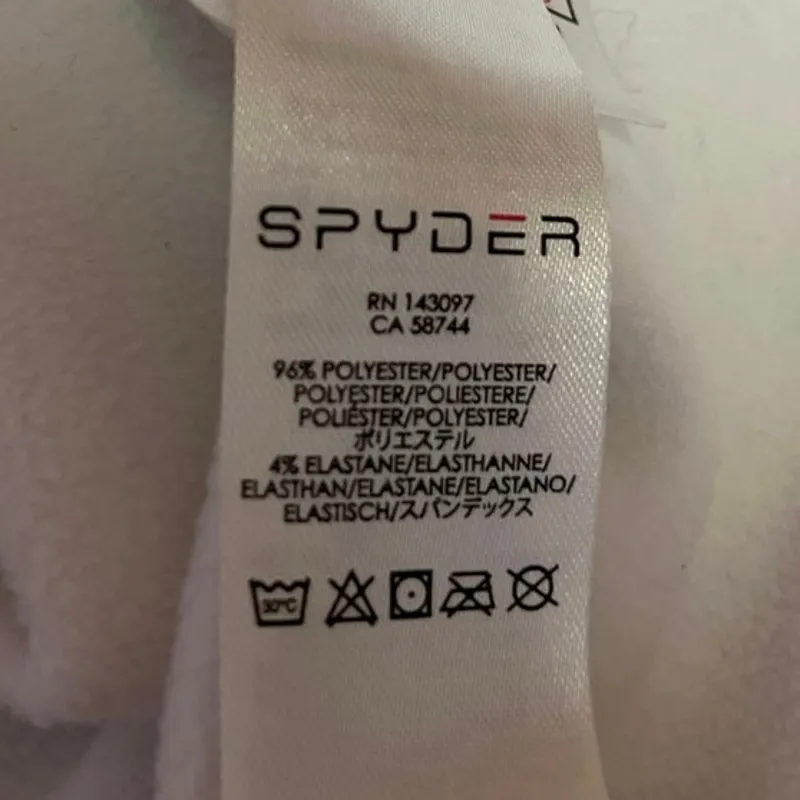 SPYDER
RN 143097
CA 58744
96% POLYESTER/POLYESTER/
POLYESTER/POLIESTERE/
POLIÉSTER/POLYESTER/
ポリエステル
4% ELASTANE/ELASTHANNE/
ELASTHAN/ELASTANE/ELASTANO/
ELASTISCH/スパンデックス
30°C